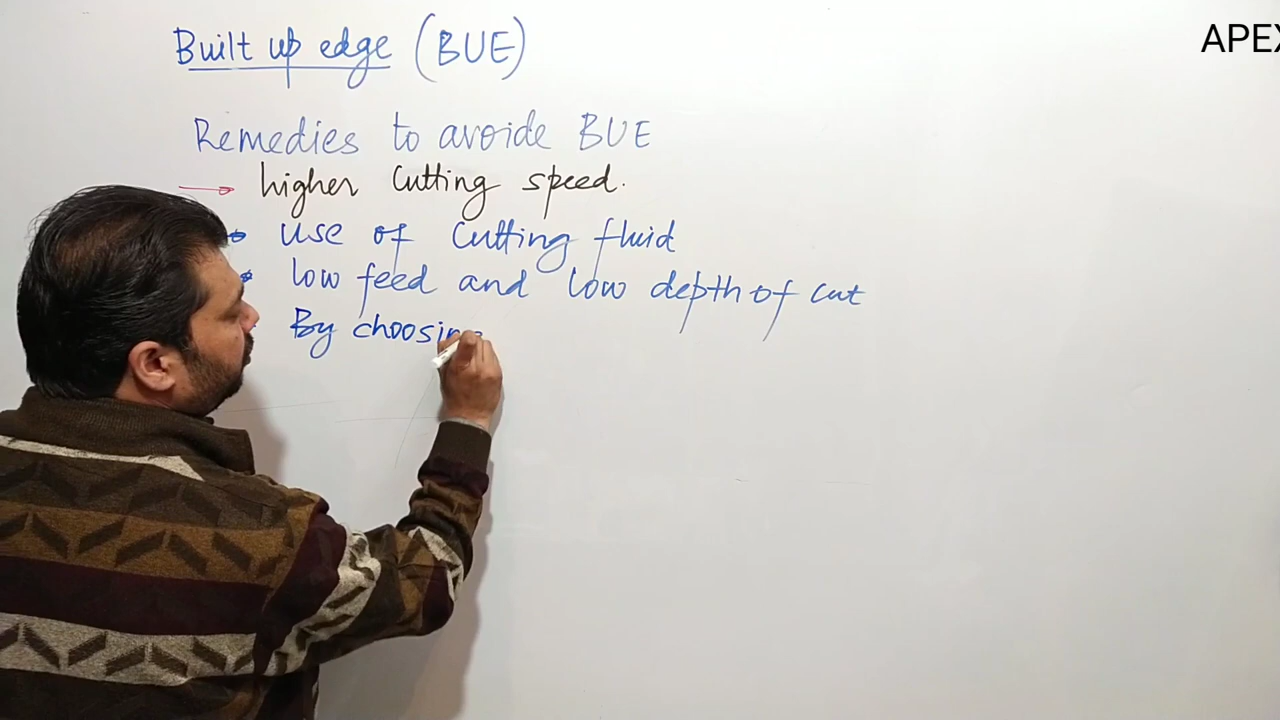 Built up edge (BUE)
APEX
Remedies to avoide BUE
→ higher Cutting speed.
use of Cutting fluid
low feed and low depth of cut
By choosing